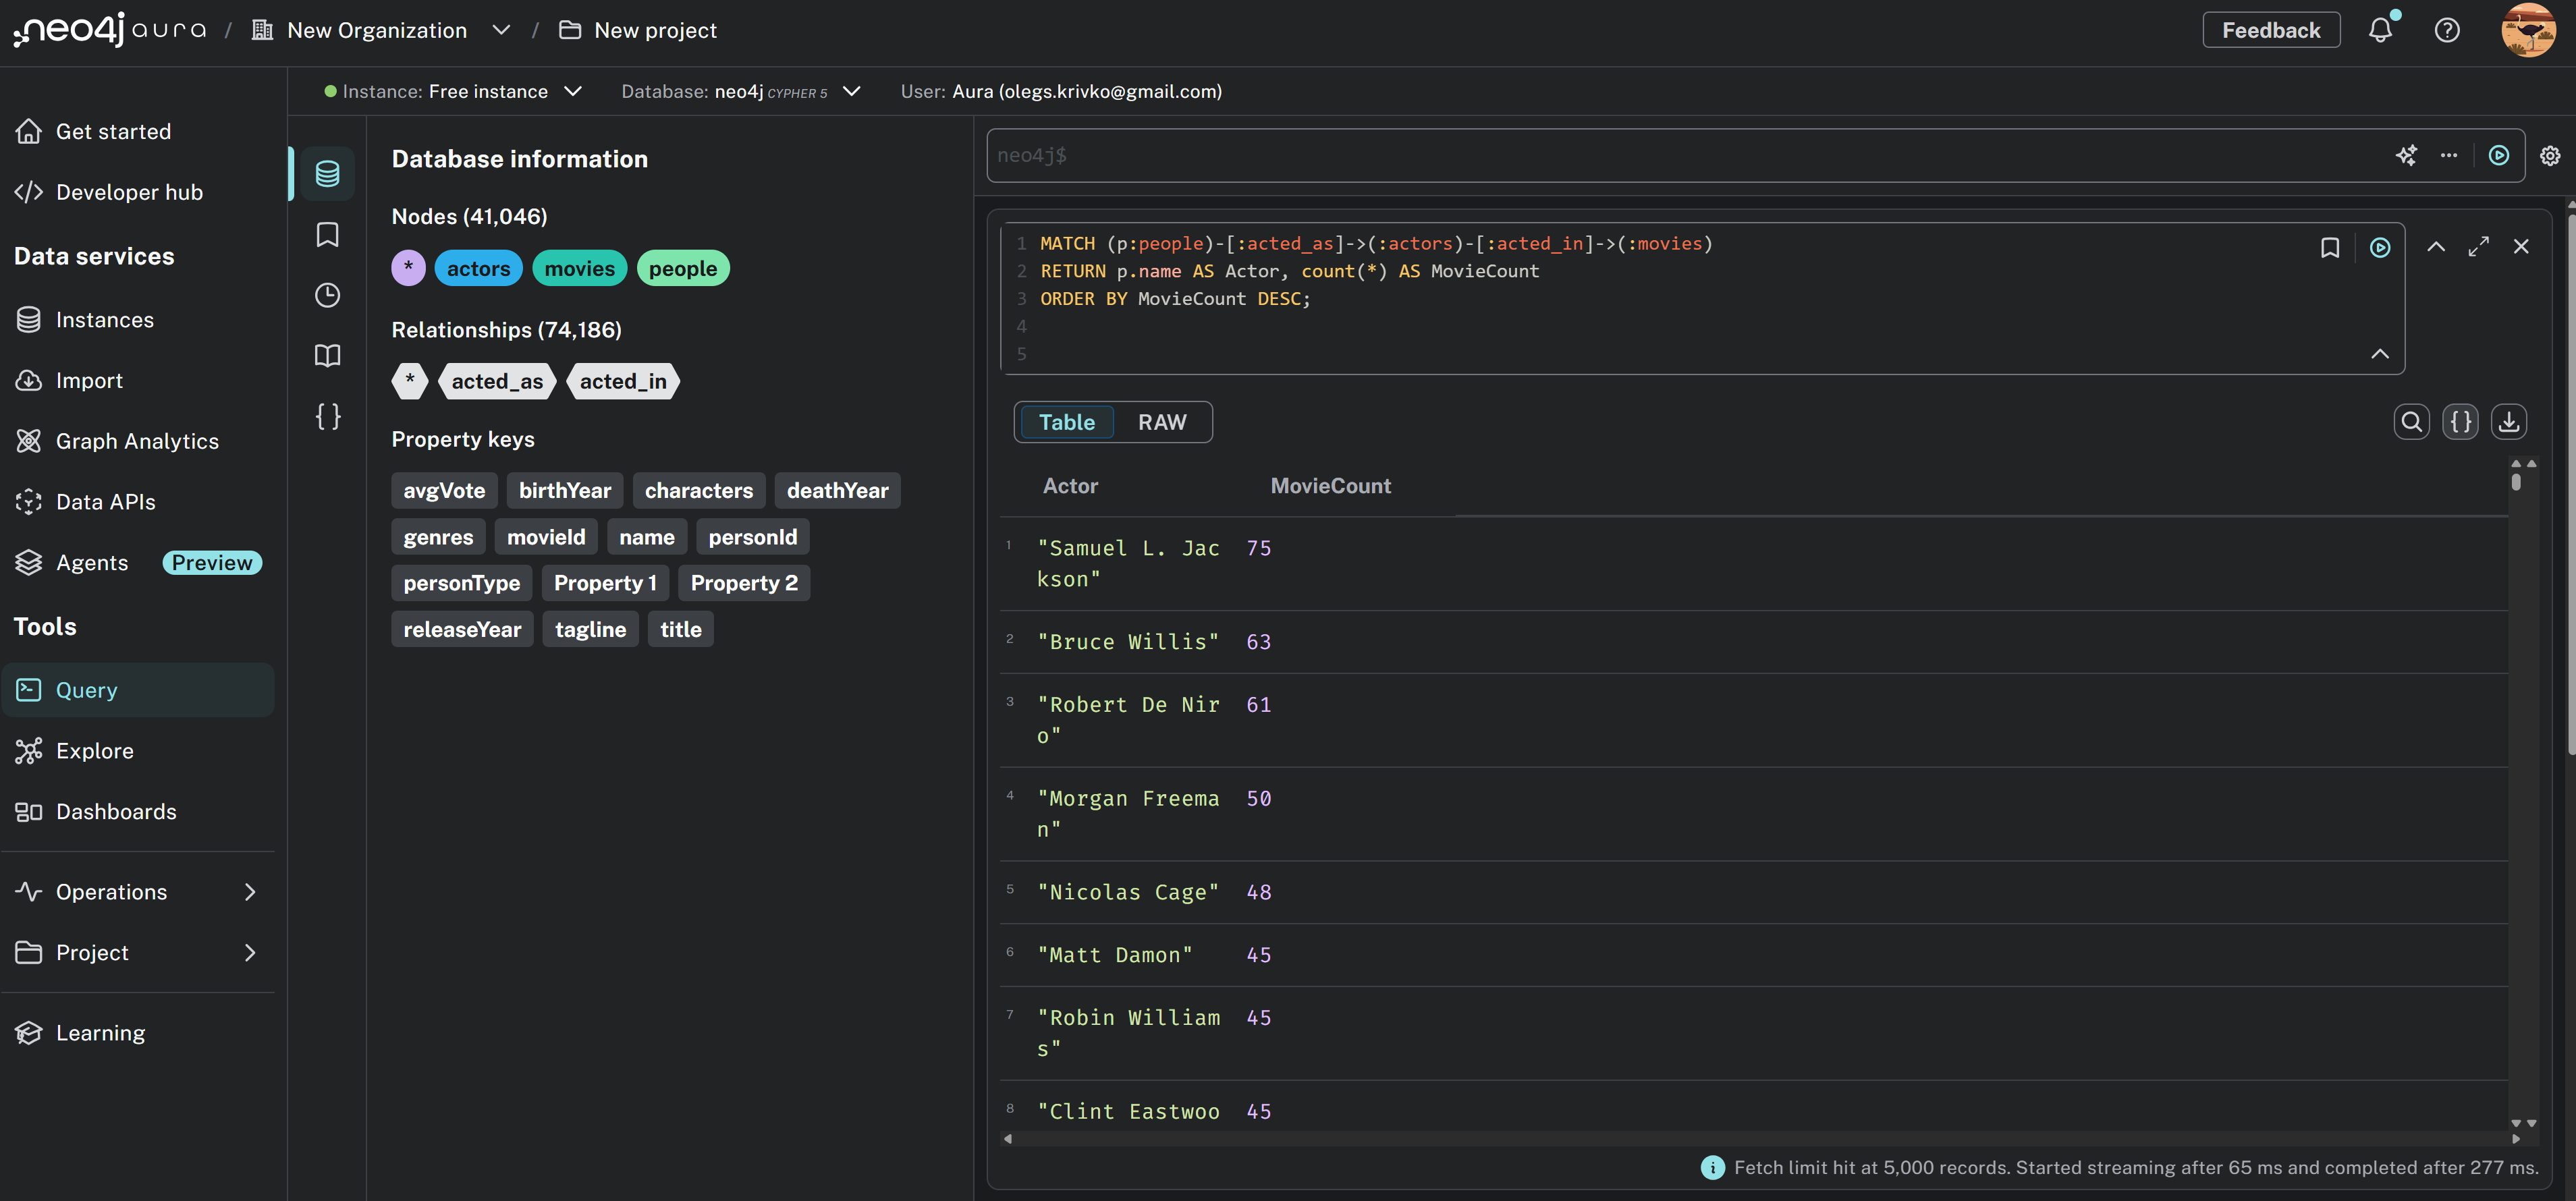 neo4j aura / New Organization / New project Feedback
Instance: Free instance Database: neo4j CYPHER 5 User: Aura (olegs.krivko@gmail.com)
Get started
Developer hub
Data services
Instances
Import
Graph Analytics
Data APIs
Agents Preview
Tools
Query
Explore
Dashboards
Operations
Project
Learning
Database information
Nodes (41,046)
* actors movies people
Relationships (74,186)
* acted_as acted_in
Property keys
avgVote birthYear characters deathYear
genres movieId name personId
personType Property 1 Property 2
releaseYear tagline title
neo4j$
1 MATCH (p:people)-[:acted_as]->(:actors)-[:acted_in]->(:movies)
2 RETURN p.name AS Actor, count(*) AS MovieCount
3 ORDER BY MovieCount DESC;
4
5
Table RAW
Actor MovieCount
1 "Samuel L. Jac 75
kson"
2 "Bruce Willis" 63
3 "Robert De Nir 61
o"
4 "Morgan Freema 50
n"
5 "Nicolas Cage" 48
6 "Matt Damon" 45
7 "Robin William 45
s"
8 "Clint Eastwoo 45
Fetch limit hit at 5,000 records. Started streaming after 65 ms and completed after 277 ms.